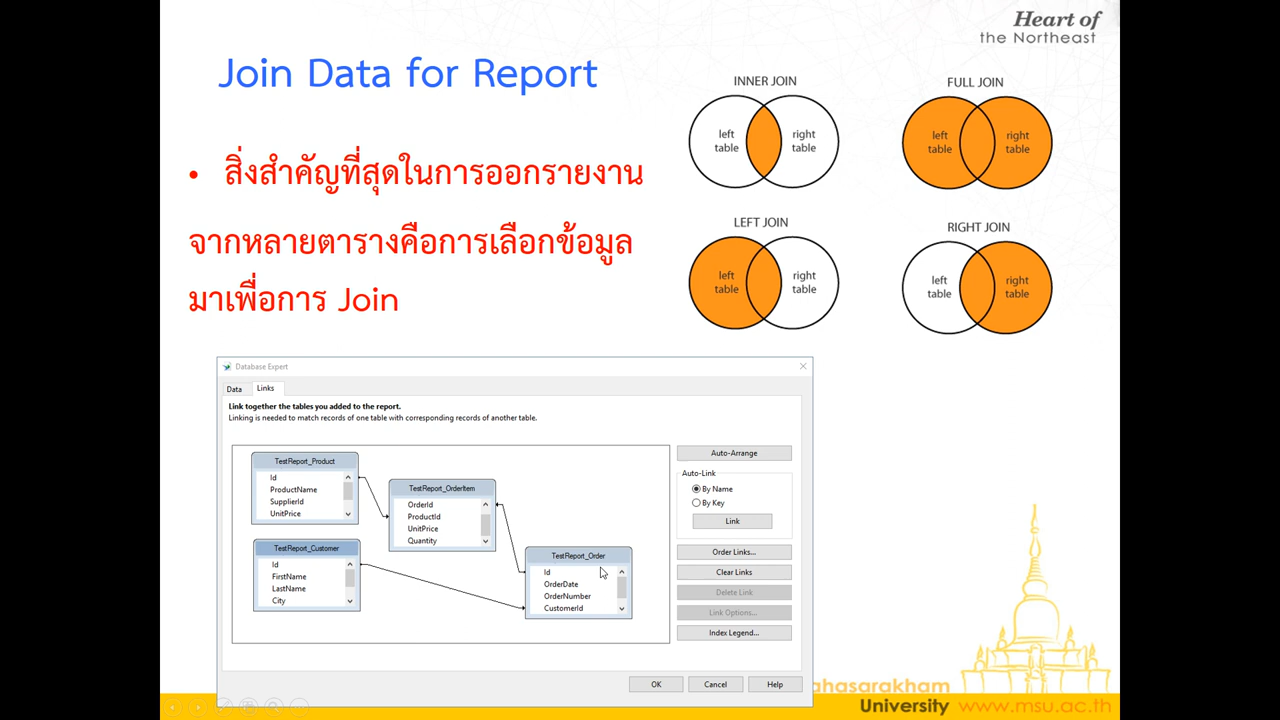 Heart of
the Northeast
Join Data for Report
• สิ่งสำคัญที่สุดในการออกรายงาน
จากหลายตารางคือการเลือกข้อมูล
มาเพื่อการ Join
INNER JOIN
left
table
right
table
FULL JOIN
left
table
right
table
LEFT JOIN
left
table
right
table
RIGHT JOIN
left
table
right
table
Database Expert
Data
Links
Link together the tables you added to the report.
Linking is needed to match records of one table with corresponding records of another table.
TestReport_Product
Id
ProductName
SupplierId
UnitPrice
TestReport_OrderItem
OrderId
ProductId
UnitPrice
Quantity
TestReport_Customer
Id
FirstName
LastName
City
TestReport_Order
Id
OrderDate
OrderNumber
CustomerId
Auto-Arrange
Auto-Link
By Name
By Key
Link
Order Links...
Clear Links
Delete Link
Link Options...
Index Legend...
OK
Cancel
Help
ahasarakham
University www.msu.ac.th